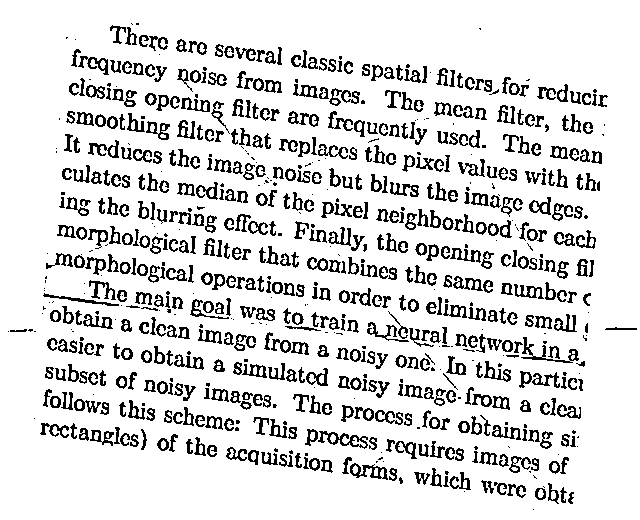 There are several classic spatial filters for reducin
frequency noise from images. The mean filter, the
closing opening filter are frequently used. The mean
smoothing filter that replaces the pixel values with the
It reduces the image noise but blurs the image edges.
culates the median of the pixel neighborhood for each
ing the blurring effect. Finally, the opening closing fil
morphological filter that combines the same number o
morphological operations in order to eliminate small
The main goal was to train a neural network in a
obtain a clean image from a noisy one. In this particu
easier to obtain a simulated noisy image from a clea
subset of noisy images. The process for obtaining si
follows this scheme: This process requires images of
rectangles) of the acquisition forms, which were obta